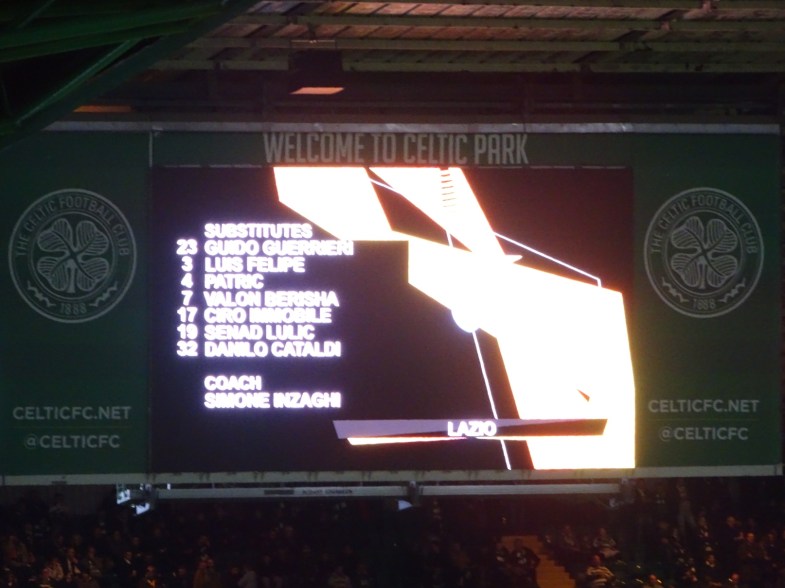 WELCOME TO CELTIC PARK
THE CELTIC FOOTBALL CLUB
1888
CELTICFC.NET
@CELTICFC
SUBSTITUTES
23 GUIDO GUERRIERI
3 LUIS FELIPE
4 PATRIC
7 VALON BERISHA
17 CIRO IMMOBILE
19 SENAD LULIC
32 DANILO CATALDI
COACH
SIMONE INZAGHI
LAZIO
THE CELTIC FOOTBALL CLUB
1888
CELTICFC.NET
@CELTICFC